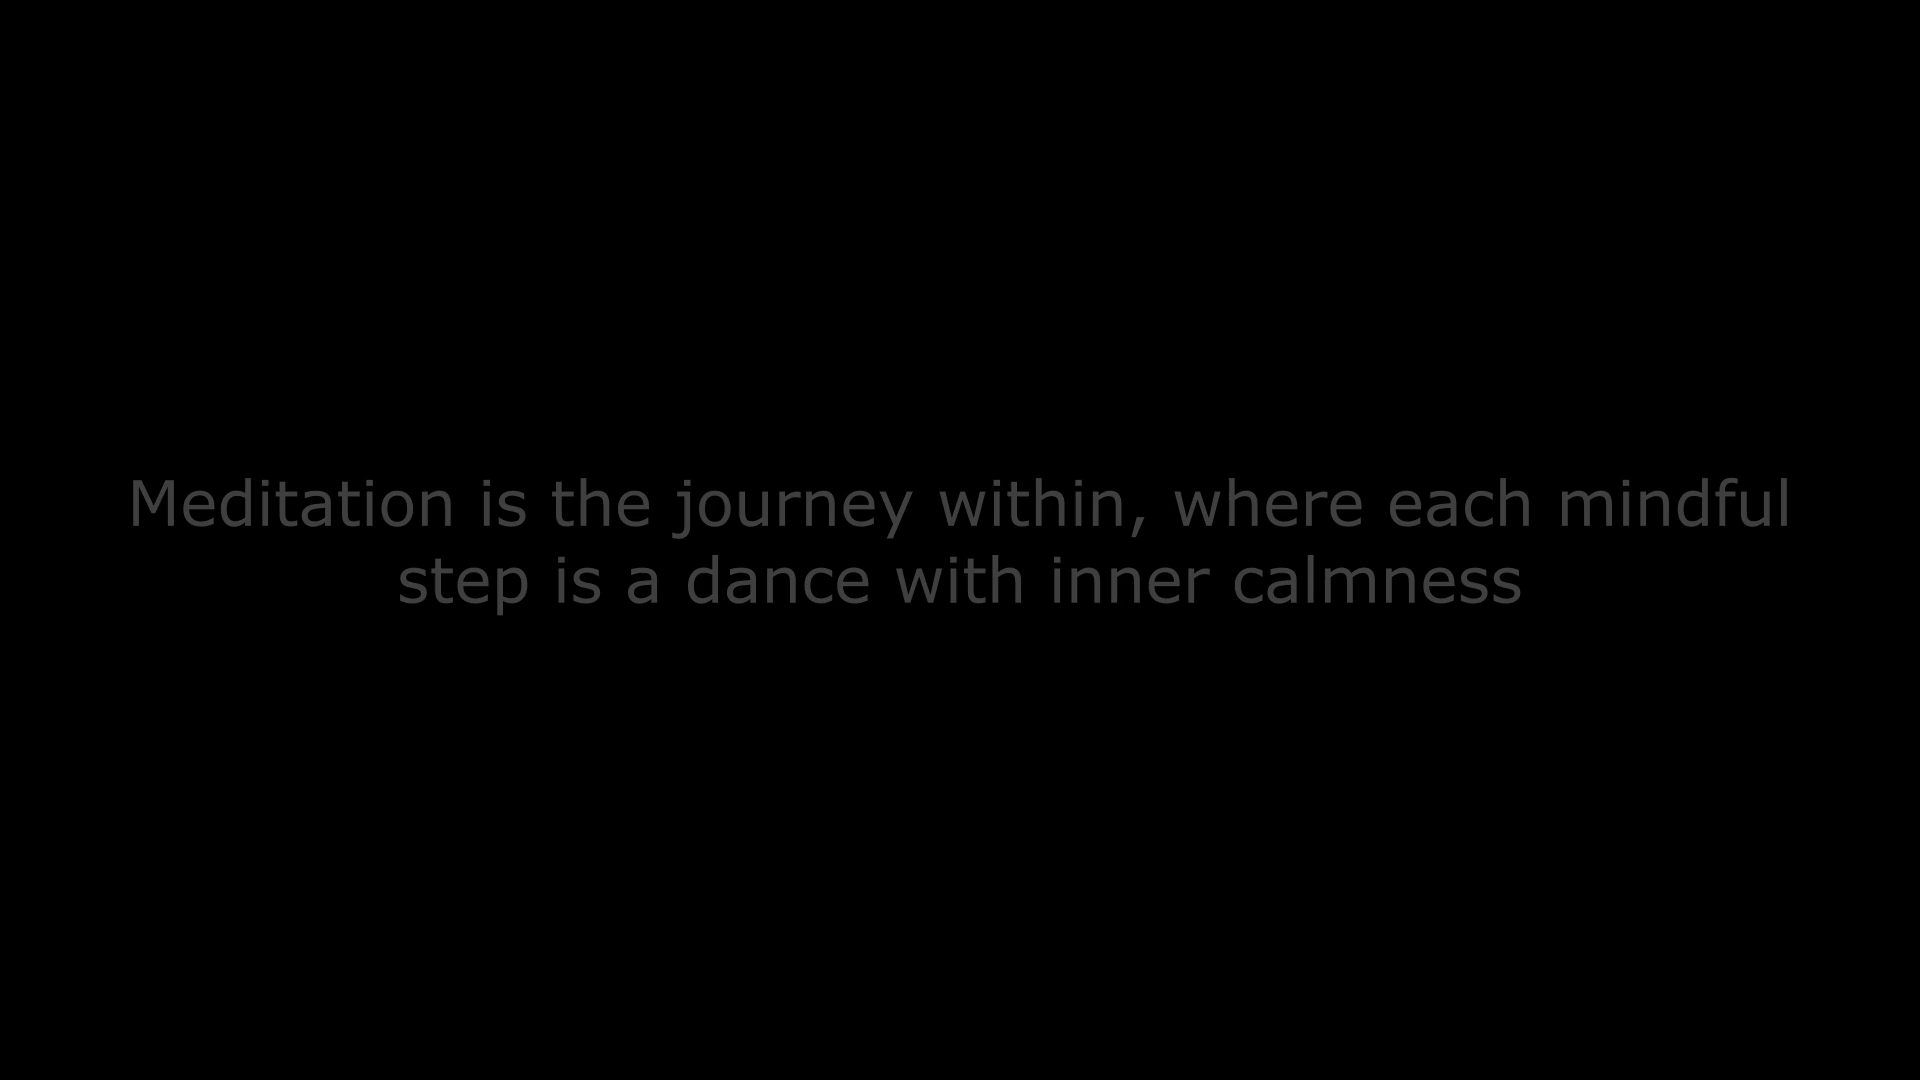 Meditation is the journey within, where each mindful
step is a dance with inner calmness